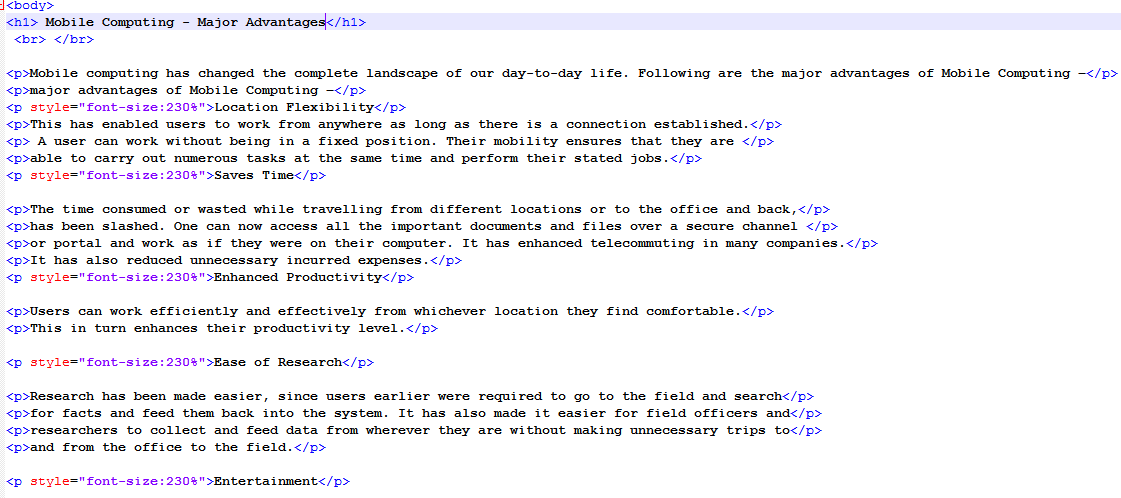 <body>
<h1> Mobile Computing - Major Advantages</h1>
<br> </br>
<p>Mobile computing has changed the complete landscape of our day-to-day life. Following are the major advantages of Mobile Computing −</p>
<p>major advantages of Mobile Computing −</p>
<p style="font-size:230%">Location Flexibility</p>
<p>This has enabled users to work from anywhere as long as there is a connection established.</p>
<p> A user can work without being in a fixed position. Their mobility ensures that they are </p>
<p>able to carry out numerous tasks at the same time and perform their stated jobs.</p>
<p style="font-size:230%">Saves Time</p>
<p>The time consumed or wasted while travelling from different locations or to the office and back,</p>
<p>has been slashed. One can now access all the important documents and files over a secure channel </p>
<p>or portal and work as if they were on their computer. It has enhanced telecommuting in many companies.</p>
<p>It has also reduced unnecessary incurred expenses.</p>
<p style="font-size:230%">Enhanced Productivity</p>
<p>Users can work efficiently and effectively from whichever location they find comfortable.</p>
<p>This in turn enhances their productivity level.</p>
<p style="font-size:230%">Ease of Research</p>
<p>Research has been made easier, since users earlier were required to go to the field and search</p>
<p>for facts and feed them back into the system. It has also made it easier for field officers and</p>
<p>researchers to collect and feed data from wherever they are without making unnecessary trips to</p>
<p>and from the office to the field.</p>
<p style="font-size:230%">Entertainment</p>